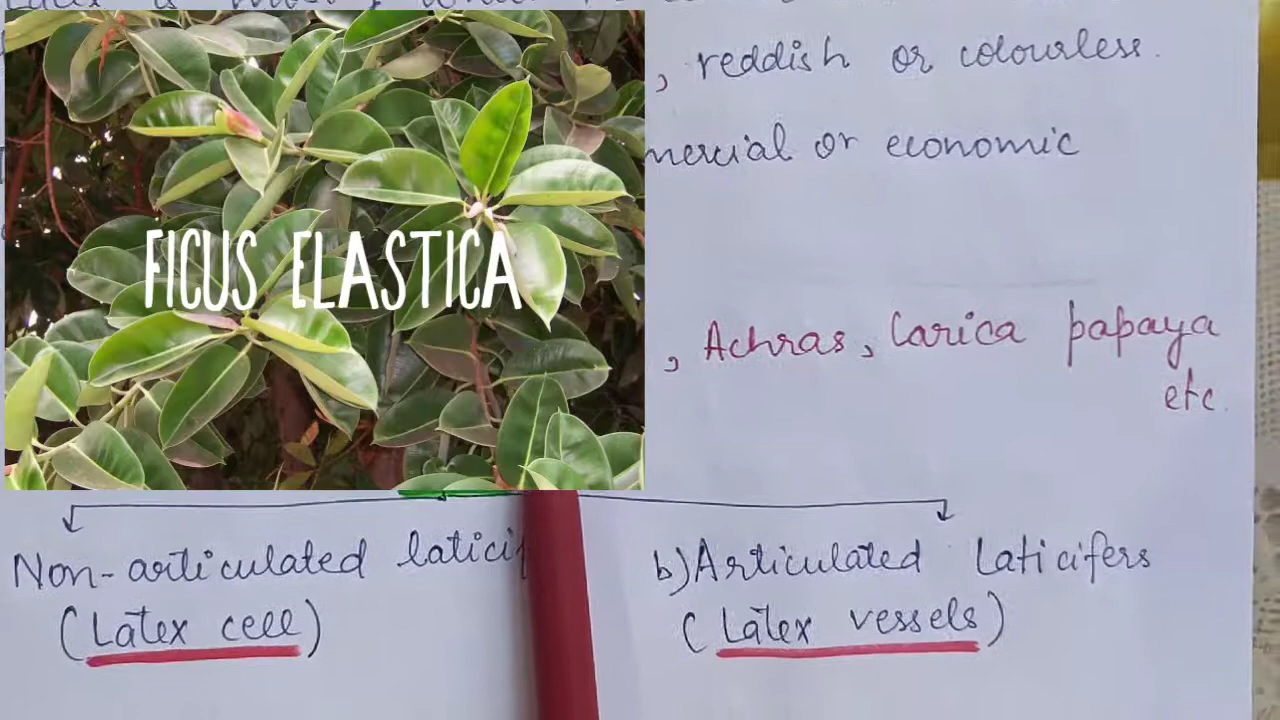 , reddish or colourless.
mercial or economic
FICUS ELASTICA
, Achras, Carica papaya
etc.
Non-articulated
b) Articulated Laticifers
(Latex cell)
(Latex vessels)